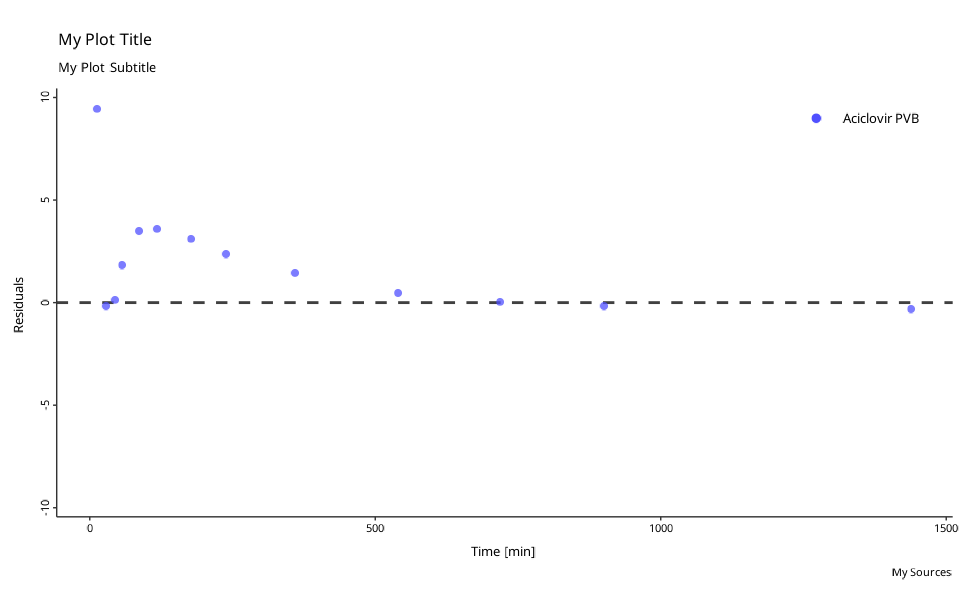 My Plot Title
My Plot Subtitle
10
5
0
-5
-10
Residuals
Aciclovir PVB
0
500
1000
1500
Time [min]
My Sources